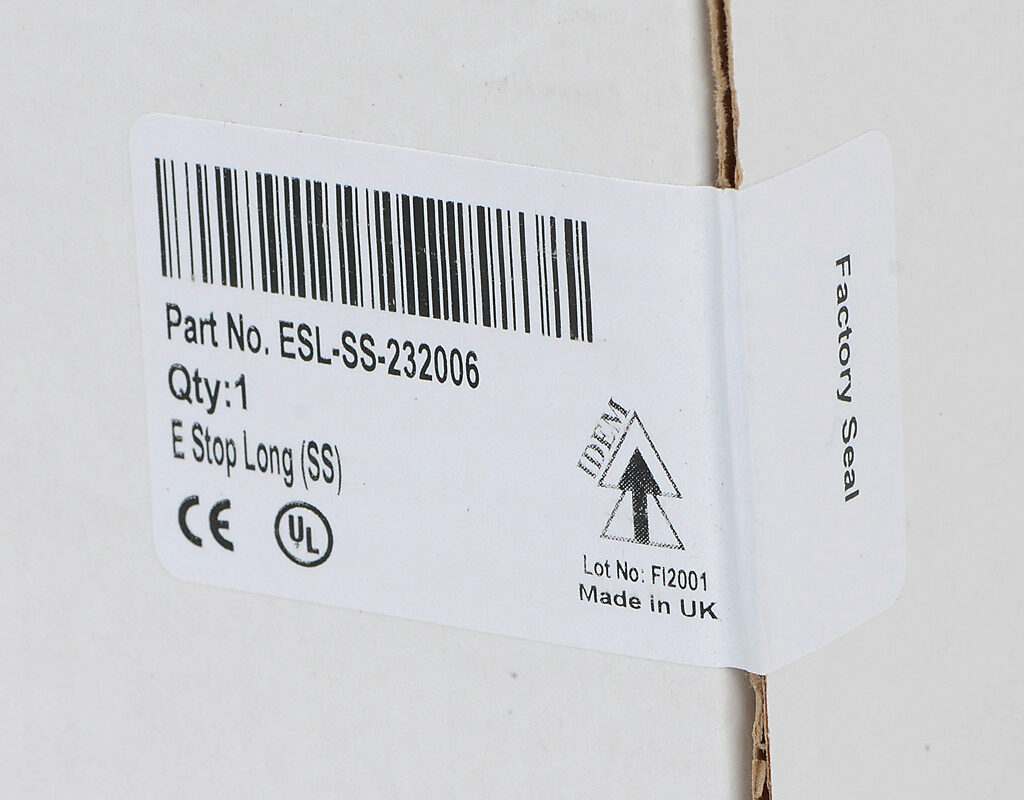 Part No. ESL-SS-232006
Qty:1
E Stop Long (SS)
CE
UL
IDEM
Lot No: FI2001
Made in UK
Factory Seal